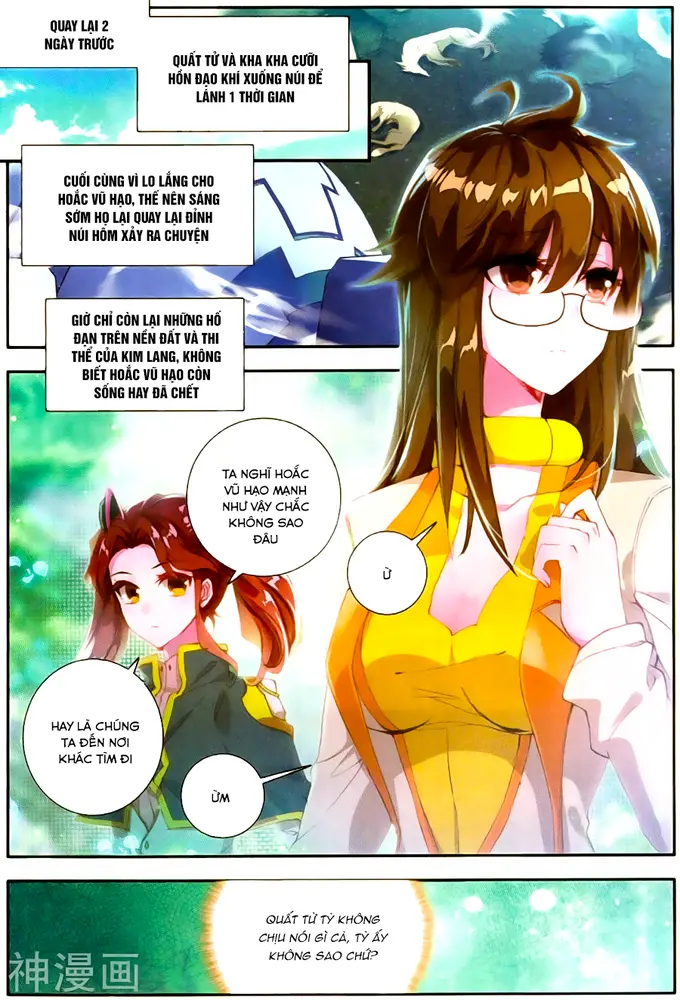 QUAY LẠI 2
NGÀY TRƯỚC
QUẤT TỬ VÀ KHA KHA CƯỠI
HỒN ĐẠO KHÍ XUỐNG NÚI ĐỂ
LÁNH 1 THỜI GIAN
CUỐI CÙNG VÌ LO LẮNG CHO
HOẮC VŨ HẠO, THẾ NÊN SÁNG
SỚM HỌ LẠI QUAY LẠI ĐỈNH
NÚI HÔM XẢY RA CHUYỆN
GIỜ CHỈ CÒN LẠI NHỮNG HỐ
ĐẠN TRÊN NỀN ĐẤT VÀ THI
THỂ CỦA KIM LANG, KHÔNG
BIẾT HOẮC VŨ HẠO CÒN
SỐNG HAY ĐÃ CHẾT
TA NGHĨ HOẮC
VŨ HẠO MẠNH
NHƯ VẬY CHẮC
KHÔNG SAO
ĐÂU
Ừ
HAY LÀ CHÚNG
TA ĐẾN NƠI
KHÁC TÌM ĐI
ỪM
QUẤT TỬ TỶ KHÔNG
CHỊU NÓI GÌ CẢ, TỶ ẤY
KHÔNG SAO CHỨ?
神漫画